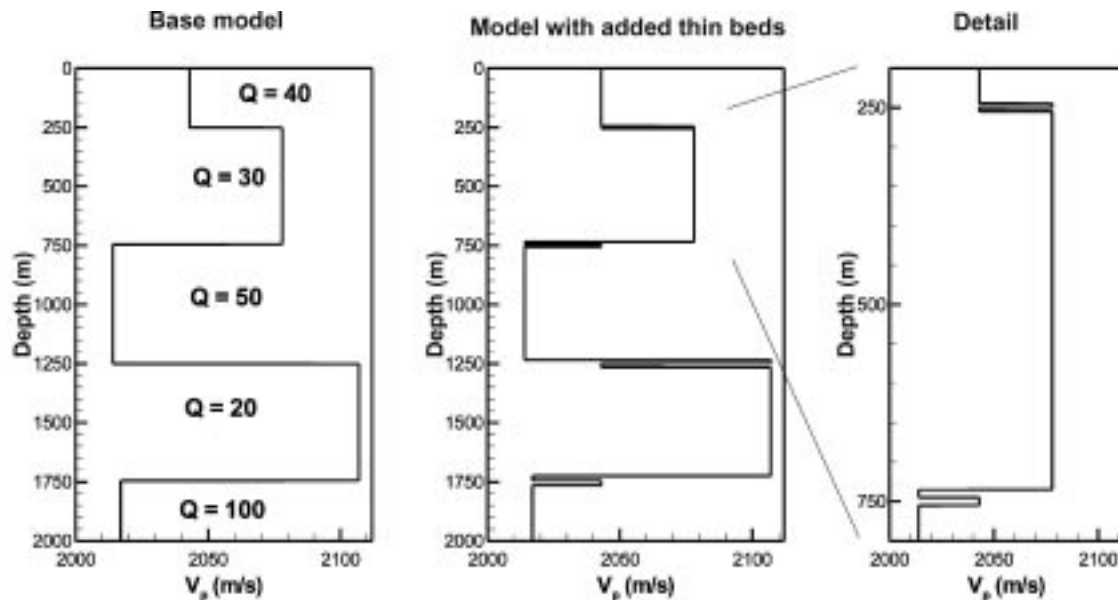 Base model
Model with added thin beds
Detail
0
250
500
750
1000
1250
1500
1750
2000
Depth (m)
Q = 40
Q = 30
Q = 50
Q = 20
Q = 100
2000
2050
2100
Vp (m/s)
0
250
500
750
1000
1250
1500
1750
2000
Depth (m)
2000
2050
2100
Vp (m/s)
250
500
750
Depth (m)
2000
2050
2100
Vp (m/s)